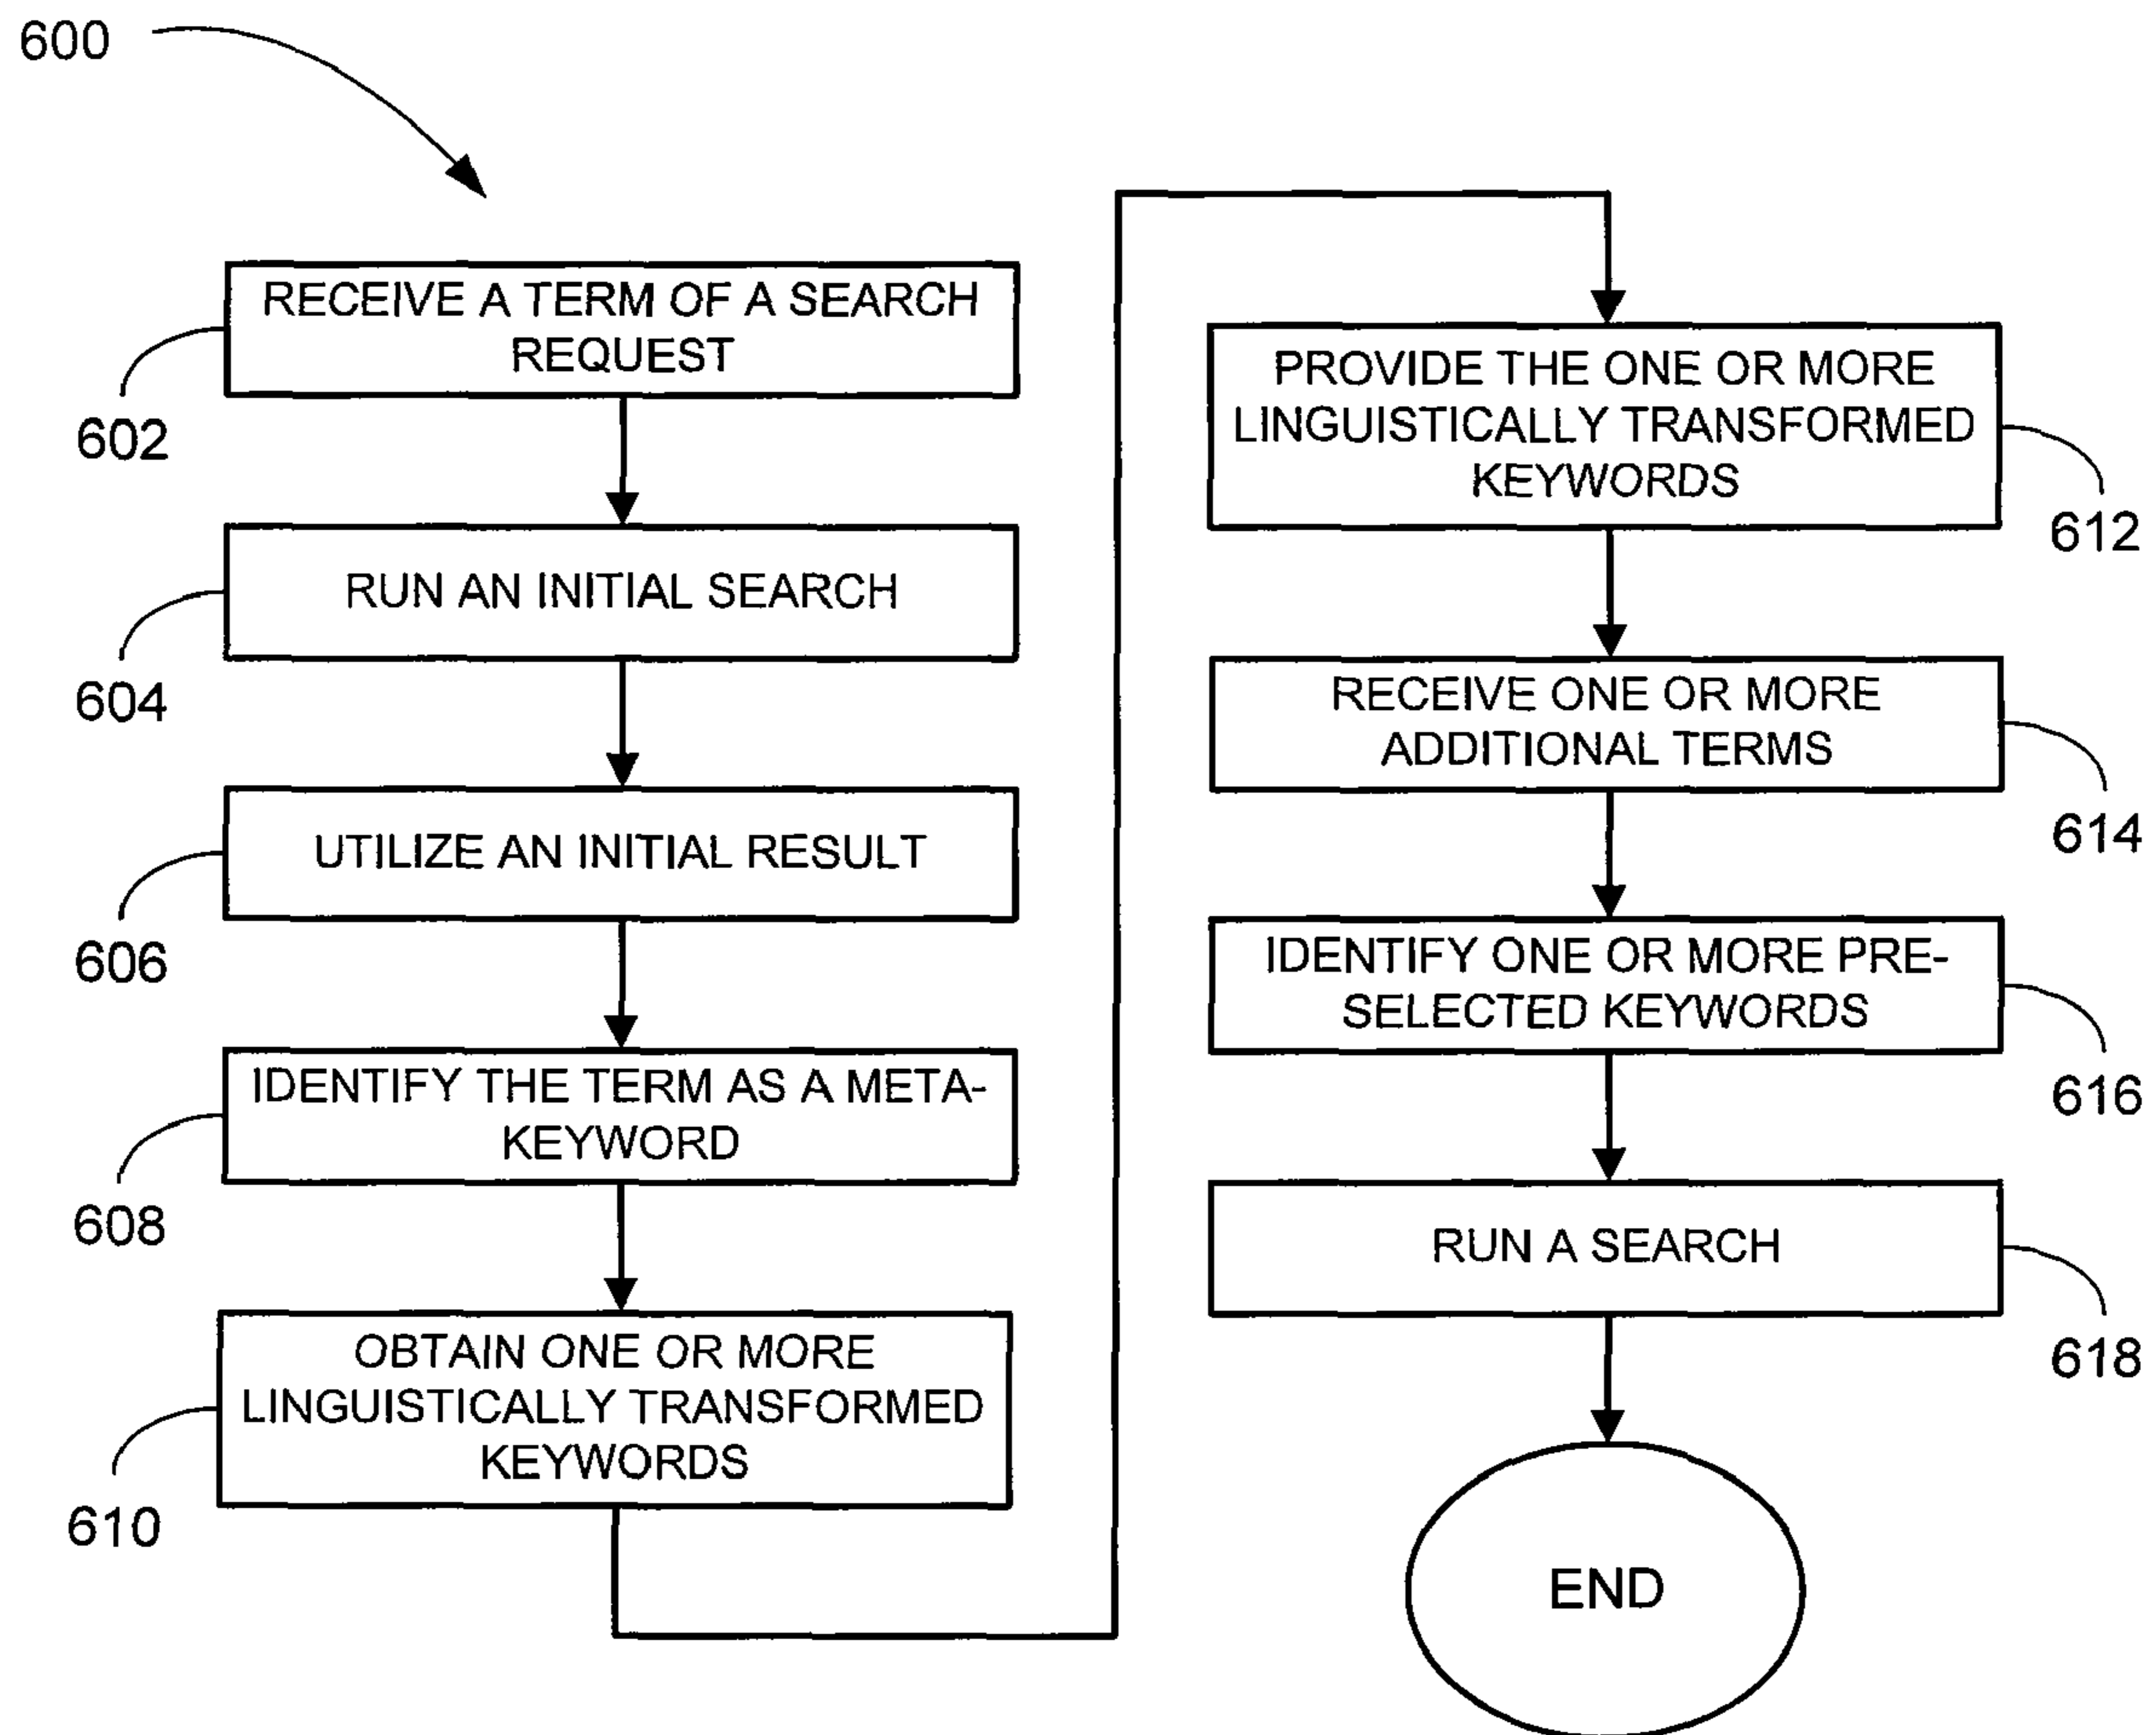 600
RECEIVE A TERM OF A SEARCH
REQUEST
602
RUN AN INITIAL SEARCH
604
UTILIZE AN INITIAL RESULT
606
IDENTIFY THE TERM AS A META-
KEYWORD
608
OBTAIN ONE OR MORE
LINGUISTICALLY TRANSFORMED
KEYWORDS
610
PROVIDE THE ONE OR MORE
LINGUISTICALLY TRANSFORMED
KEYWORDS
612
RECEIVE ONE OR MORE
ADDITIONAL TERMS
614
IDENTIFY ONE OR MORE PRE-
SELECTED KEYWORDS
616
RUN A SEARCH
618
END